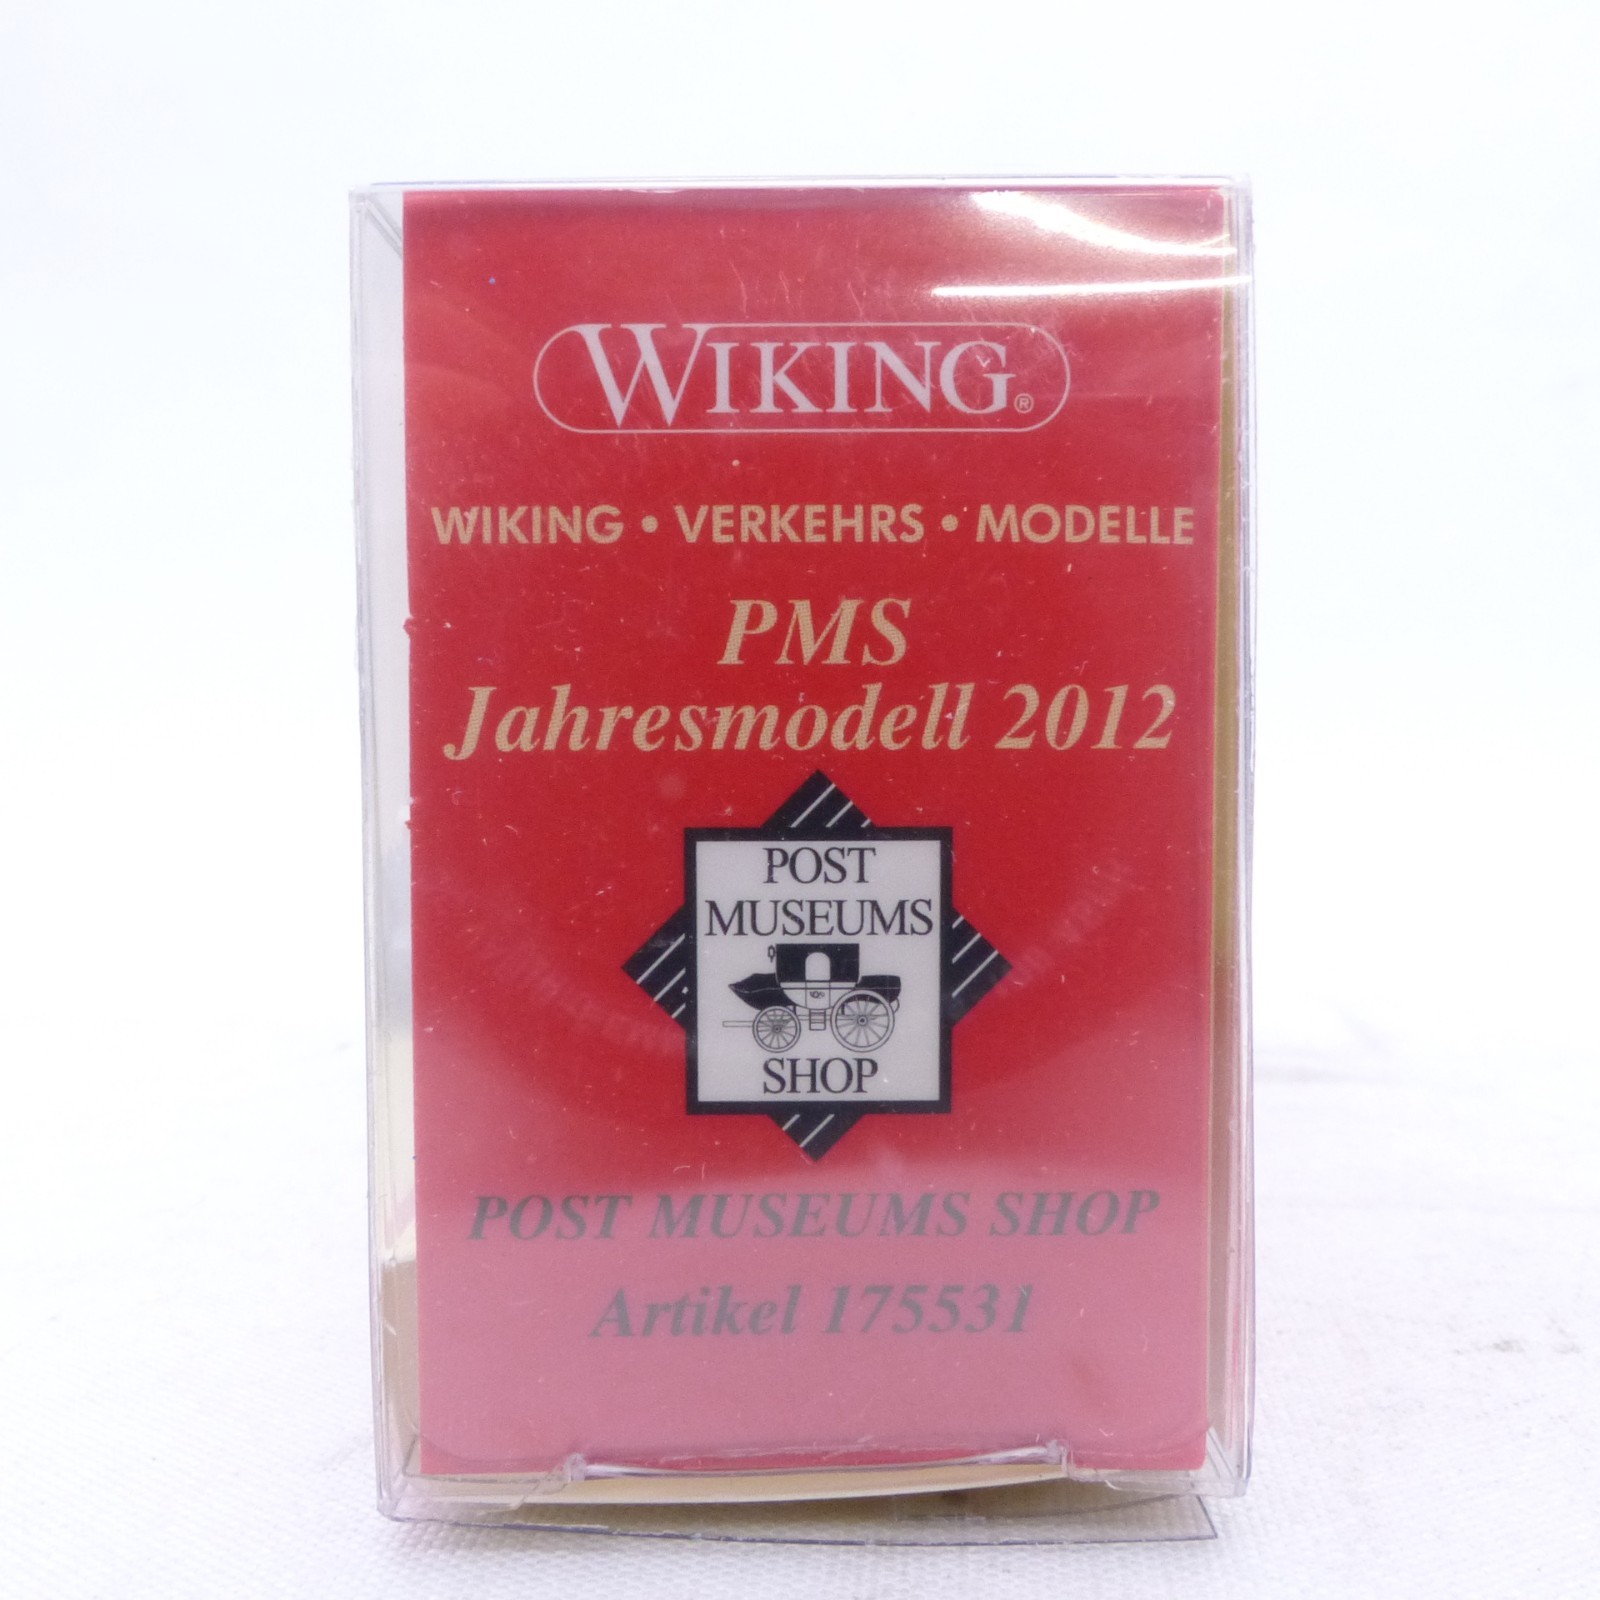 WIKING®
WIKING • VERKEHRS • MODELLE
PMS
Jahresmodell 2012
POST
MUSEUMS
SHOP
POST MUSEUMS SHOP
Artikel 175531